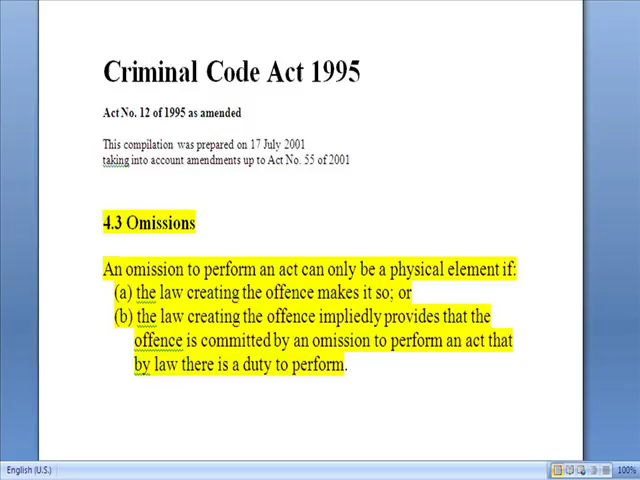 Criminal Code Act 1995
Act No. 12 of 1995 as amended
This compilation was prepared on 17 July 2001
taking into account amendments up to Act No. 55 of 2001
4.3 Omissions
An omission to perform an act can only be a physical element if:
(a) the law creating the offence makes it so; or
(b) the law creating the offence impliedly provides that the
offence is committed by an omission to perform an act that
by law there is a duty to perform.
English (U.S.)
100%